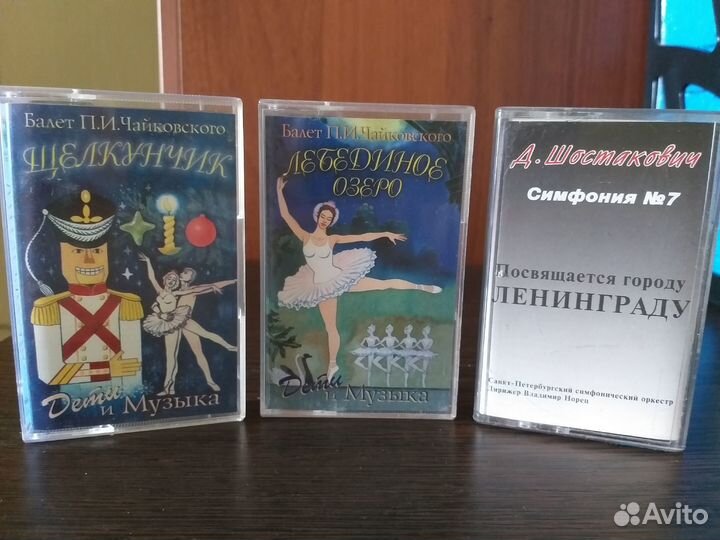 Балет П.И.Чайковского
ЩЕЛКУНЧИК
Дети
и Музыка
Балет П.И.Чайковского
ЛЕБЕДИНОЕ
ОЗЕРО
Дети
и Музыка
Д. Шостакович
Симфония №7
Посвящается городу
ЛЕНИНГРАДУ
Санкт-Петербургский симфонический оркестр
Дирижер Владимир Норец
Avito